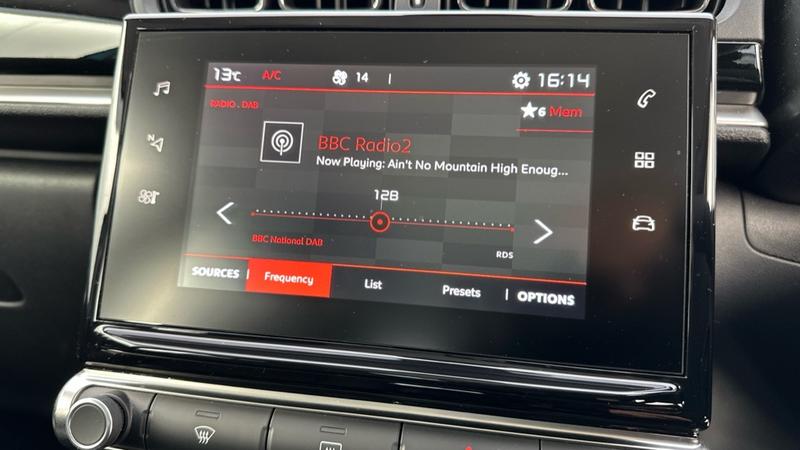 13°C A/C 14 16:14
RADIO . DAB
6 Mem
BBC Radio2
Now Playing: Ain't No Mountain High Enoug...
128
BBC National DAB
RDS
SOURCES Frequency List Presets OPTIONS
N